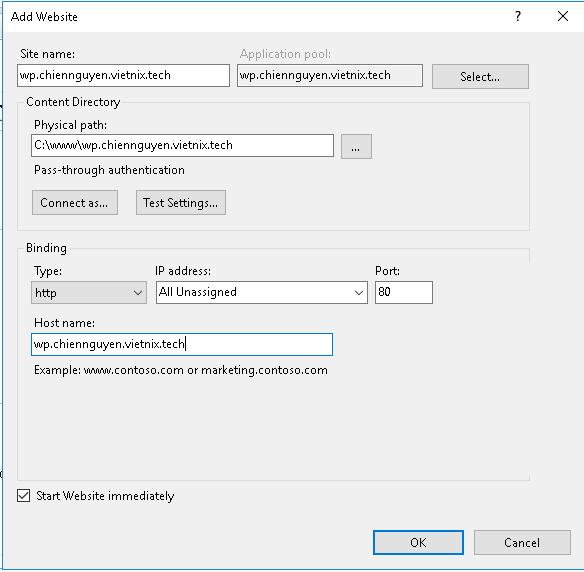 Add Website
?
Site name:
Application pool:
wp.chiennguyen.vietnix.tech
wp.chiennguyen.vietnix.tech
Select...
Content Directory
Physical path:
C:\www\wp.chiennguyen.vietnix.tech
...
Pass-through authentication
Connect as...
Test Settings...
Binding
Type:
IP address:
Port:
http
All Unassigned
80
Host name:
wp.chiennguyen.vietnix.tech
Example: www.contoso.com or marketing.contoso.com
Start Website immediately
OK
Cancel